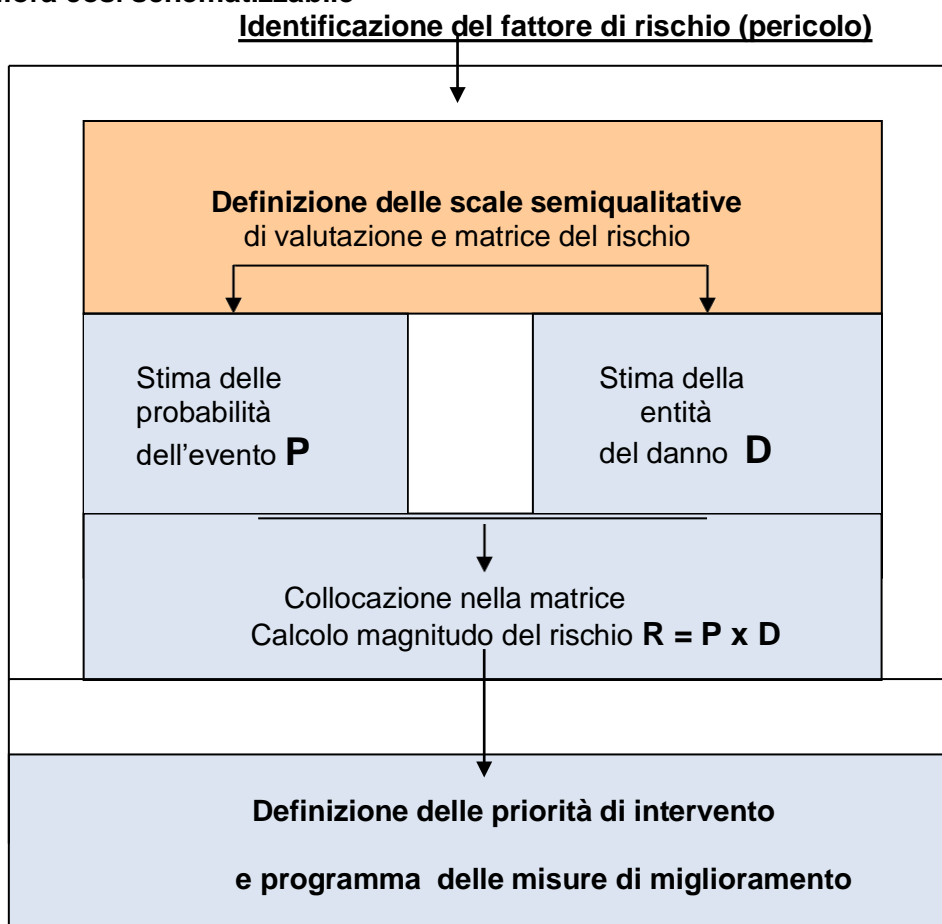 così schematizzabile
Identificazione del fattore di rischio (pericolo)
Definizione delle scale semiqualitative
di valutazione e matrice del rischio
Stima delle
probabilità
dell'evento P
Stima della
entità
del danno D
Collocazione nella matrice
Calcolo magnitudo del rischio R = P x D
Definizione delle priorità di intervento
e programma delle misure di miglioramento